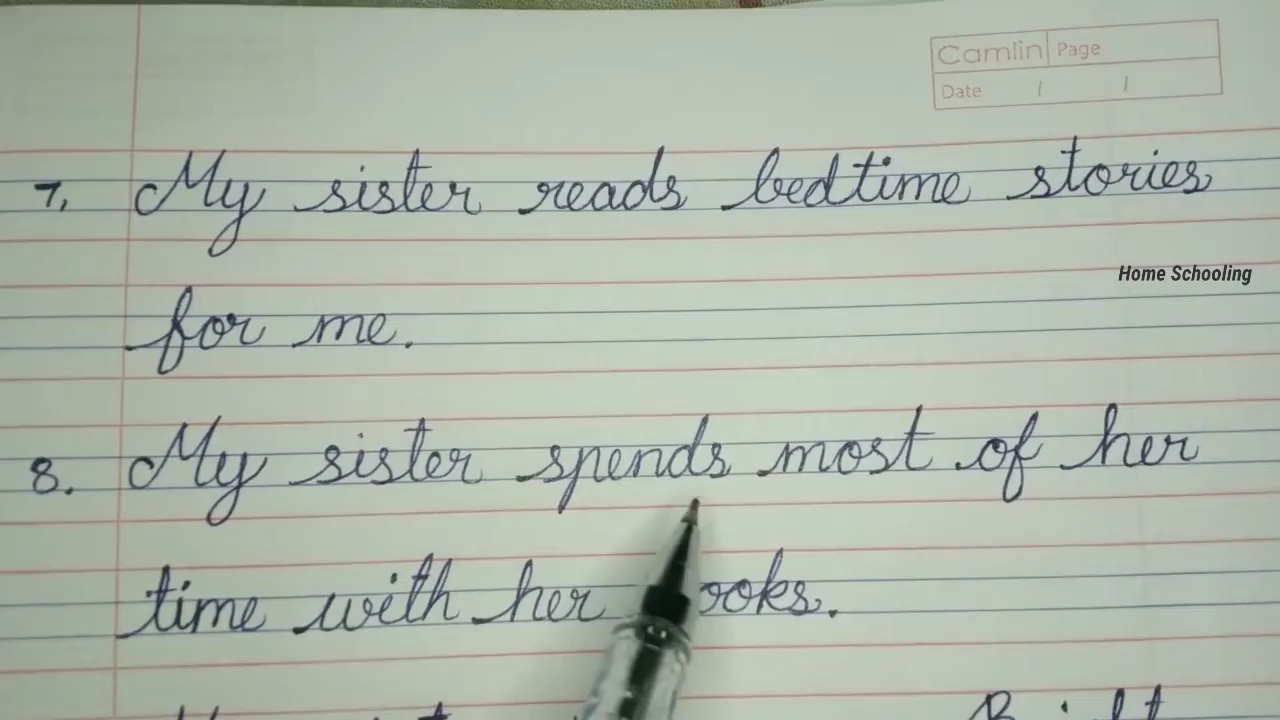 Camlin Page
Date / /
7. My sister reads bedtime stories
Home Schooling
for me.
8. My sister spends most of her
time with her